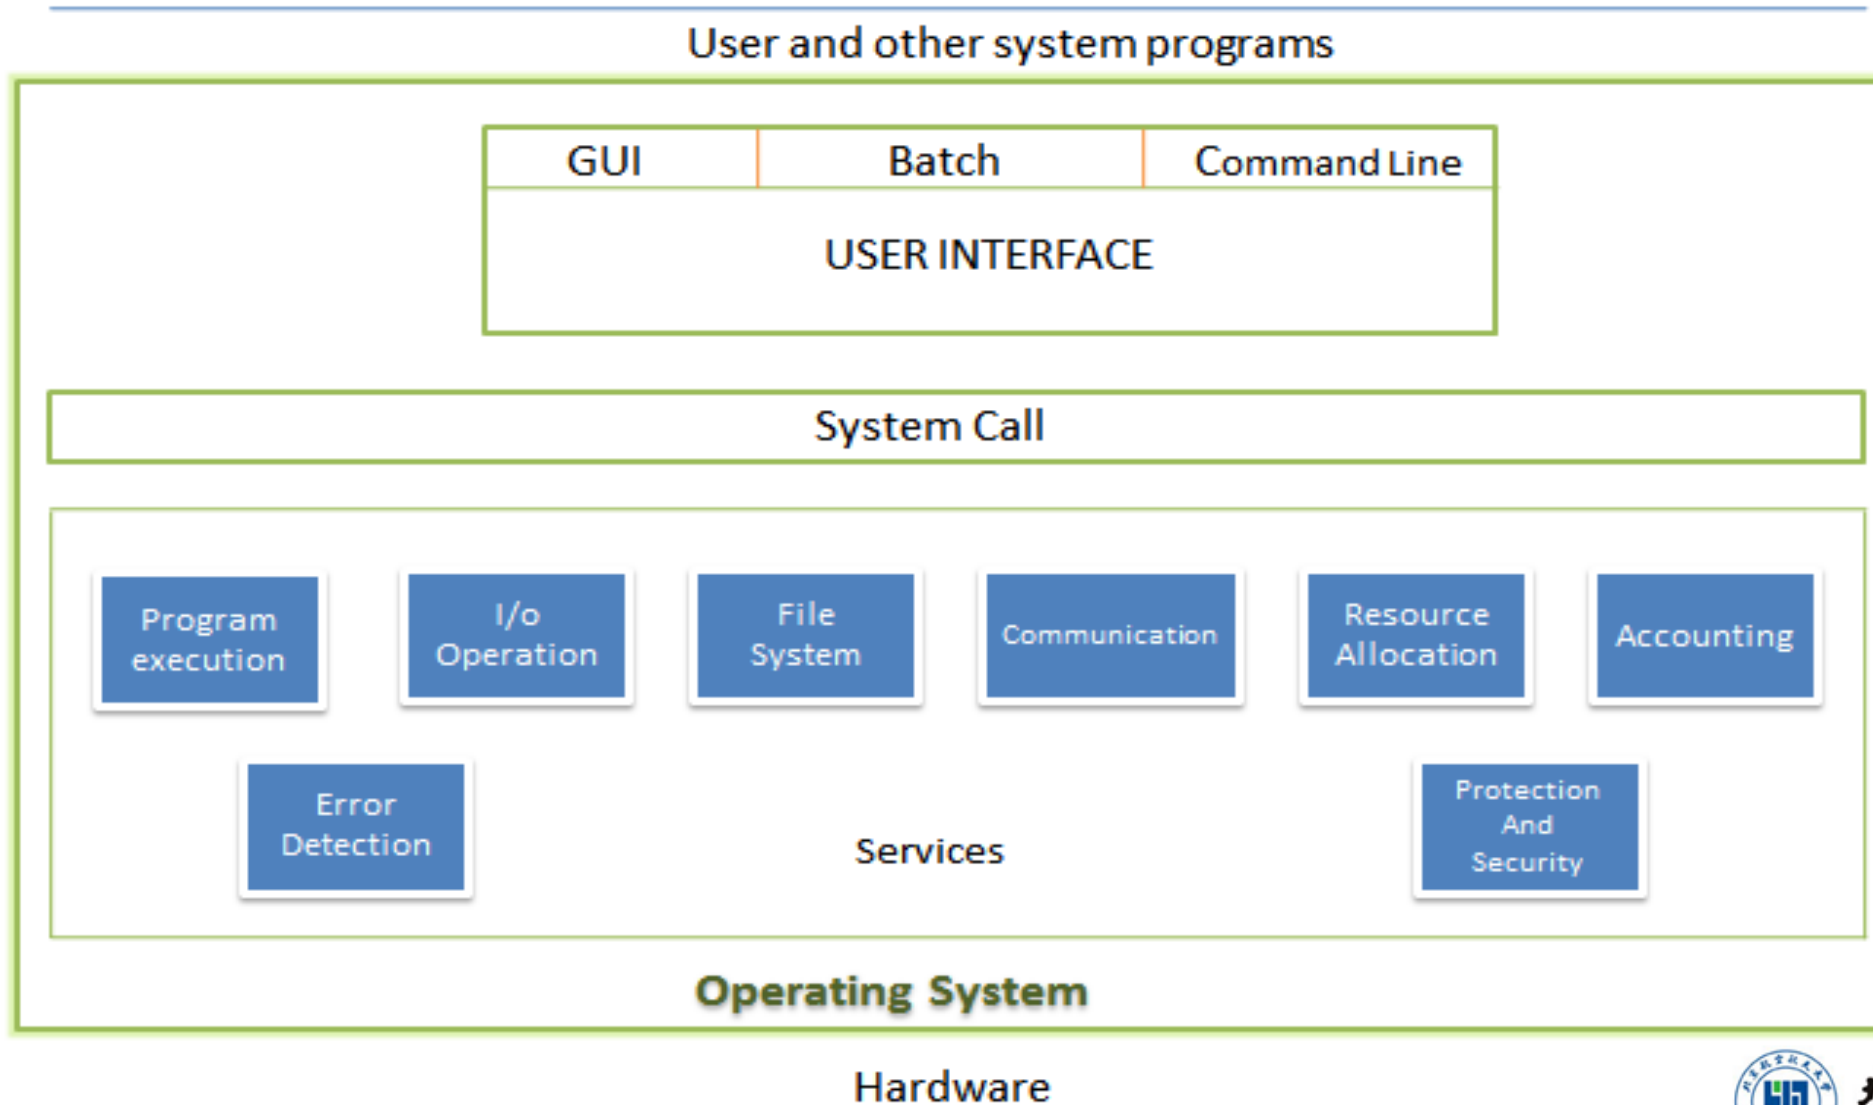 User and other system programs
GUI Batch Command Line
USER INTERFACE
System Call
Program
execution
I/o
Operation
File
System
Communication
Resource
Allocation
Accounting
Error
Detection
Services
Protection
And
Security
Operating System
Hardware